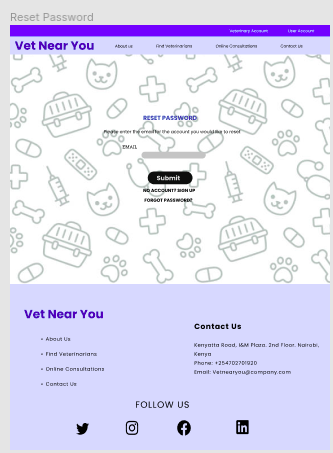 Reset Password
Veterinary Account User Account
Vet Near You About us Find Veterinarians Online Consultations Contact Us
RESET PASSWORD
Please enter the email for the account you would like to reset
EMAIL
Submit
NO ACCOUNT? SIGN UP
FORGOT PASSWORD?
Vet Near You
• About Us
• Find Veterinarians
• Online Consultations
• Contact Us
Contact Us
Kenyatta Road, I&M Plaza. 2nd Floor, Nairobi,
Kenya
Phone: +254702701920
Email: Vetnearyou@company.com
FOLLOW US